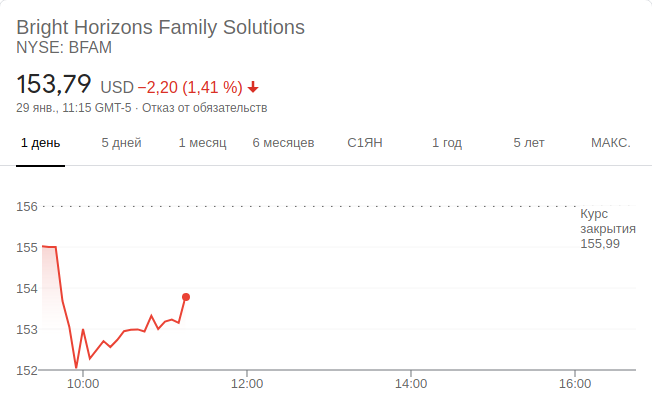 Bright Horizons Family Solutions
NYSE: BFAM
153,79 USD −2,20 (1,41 %)
29 янв., 11:15 GMT-5 · Отказ от обязательств
1 день 5 дней 1 месяц 6 месяцев С1ЯН 1 год 5 лет МАКС.
156
Курс
закрытия
155,99
155
154
153
152
10:00 12:00 14:00 16:00